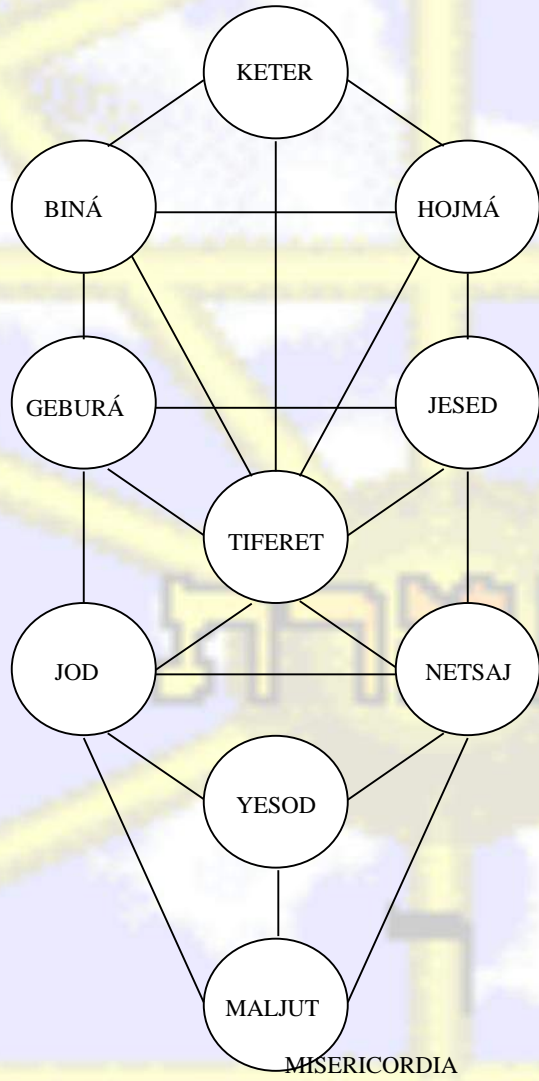 KETER
BINÁ HOJMÁ
GEBURÁ JESED
TIFERET
JOD NETSAJ
YESOD
MALJUT
MISERICORDIA